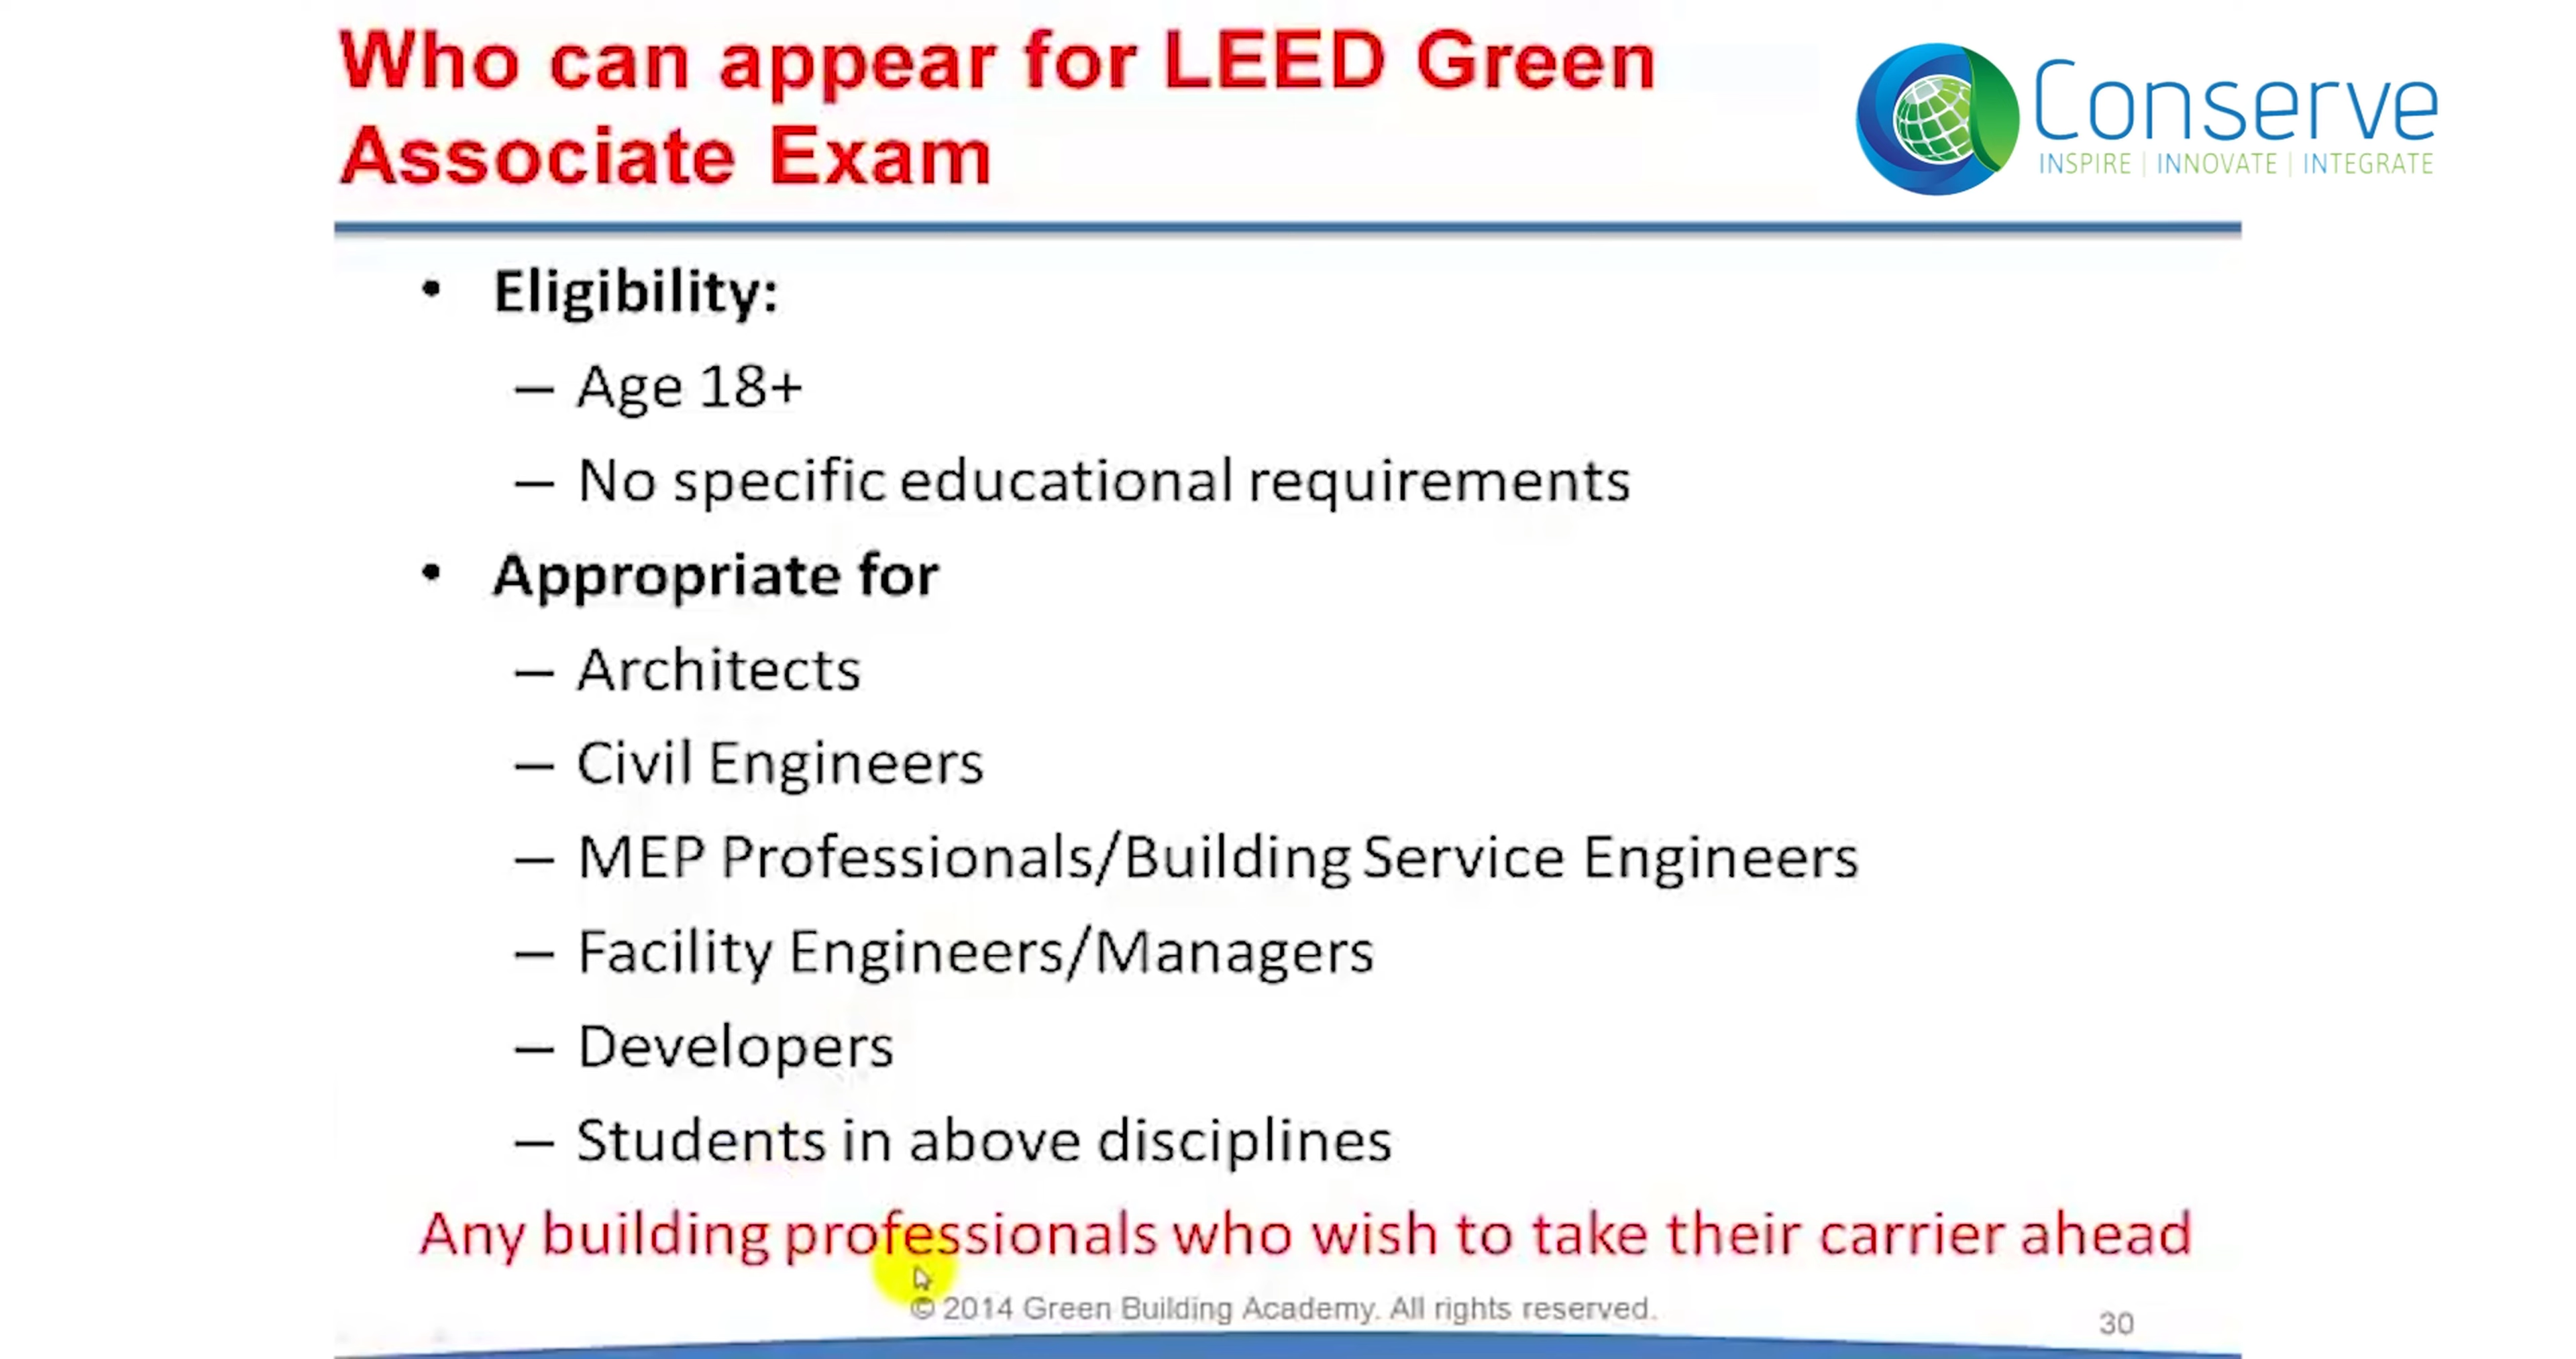 Who can appear for LEED Green
Associate Exam
Conserve
INSPIRE | INNOVATE | INTEGRATE
• Eligibility:
– Age 18+
– No specific educational requirements
• Appropriate for
– Architects
– Civil Engineers
– MEP Professionals/Building Service Engineers
– Facility Engineers/Managers
– Developers
– Students in above disciplines
Any building professionals who wish to take their carrier ahead
© 2014 Green Building Academy. All rights reserved.
30